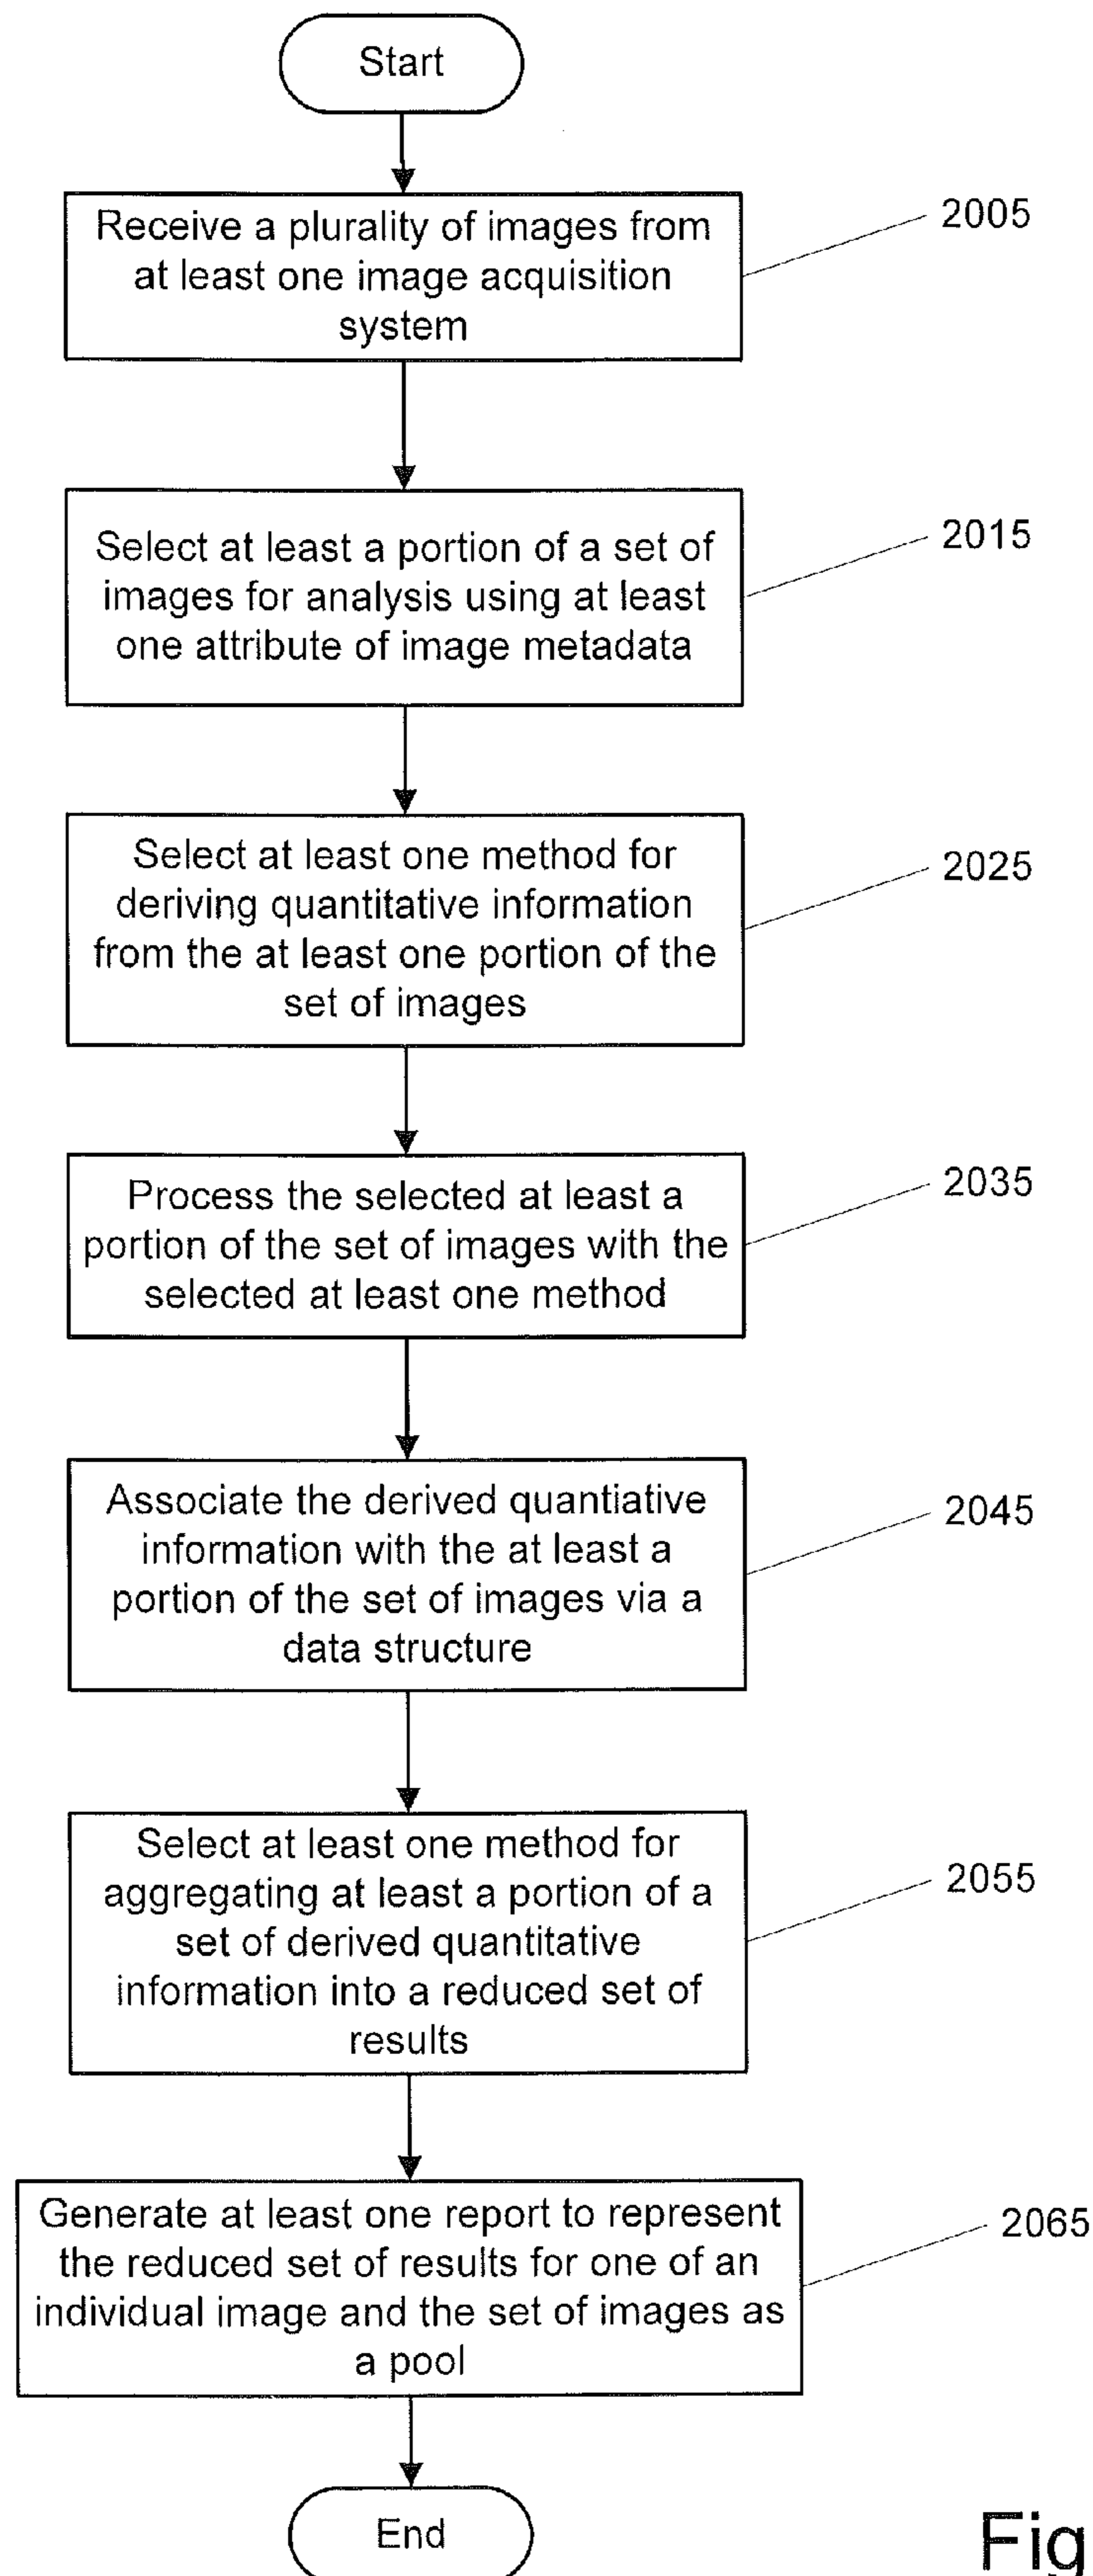 Start
Receive a plurality of images from
at least one image acquisition
system
2005
Select at least a portion of a set of
images for analysis using at least
one attribute of image metadata
2015
Select at least one method for
deriving quantitative information
from the at least one portion of the
set of images
2025
Process the selected at least a
portion of the set of images with the
selected at least one method
2035
Associate the derived quantiative
information with the at least a
portion of the set of images via a
data structure
2045
Select at least one method for
aggregating at least a portion of a
set of derived quantitative
information into a reduced set of
results
2055
Generate at least one report to represent
the reduced set of results for one of an
individual image and the set of images as
a pool
2065
End
Fig